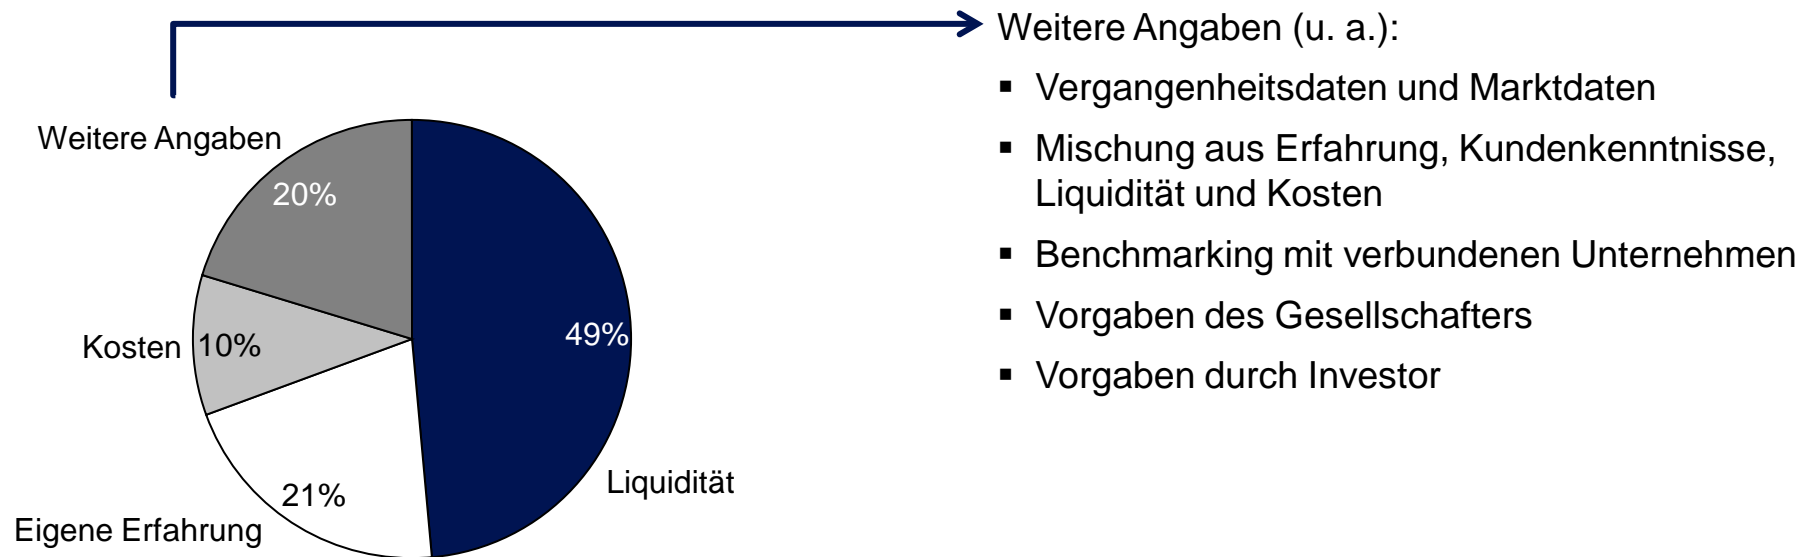 Weitere Angaben
20%
Kosten
10%
49%
21%
Liquidität
Eigene Erfahrung
Weitere Angaben (u. a.):
▪ Vergangenheitsdaten und Marktdaten
▪ Mischung aus Erfahrung, Kundenkenntnisse,
Liquidität und Kosten
▪ Benchmarking mit verbundenen Unternehmen
▪ Vorgaben des Gesellschafters
▪ Vorgaben durch Investor